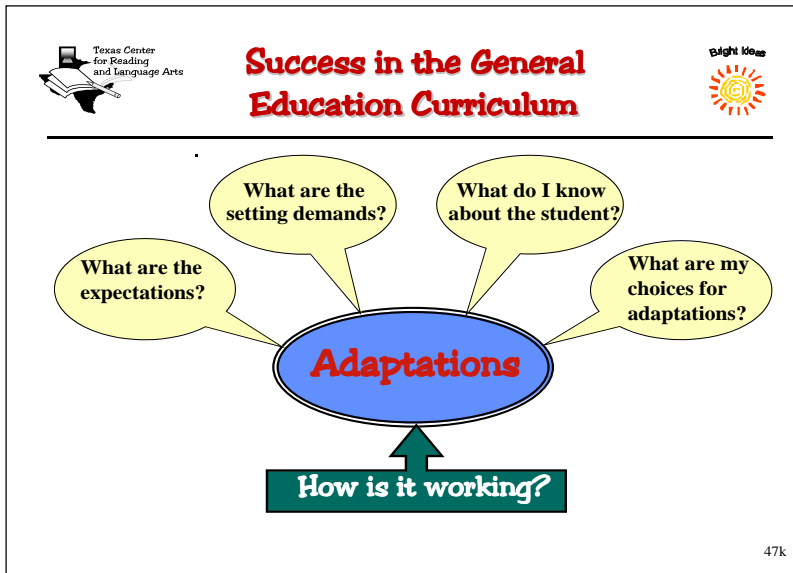 Texas Center
for Reading
and Language Arts
Success in the General
Education Curriculum
Bright Ideas
What are the
expectations?
What are the
setting demands?
What do I know
about the student?
What are my
choices for
adaptations?
Adaptations
How is it working?
47k